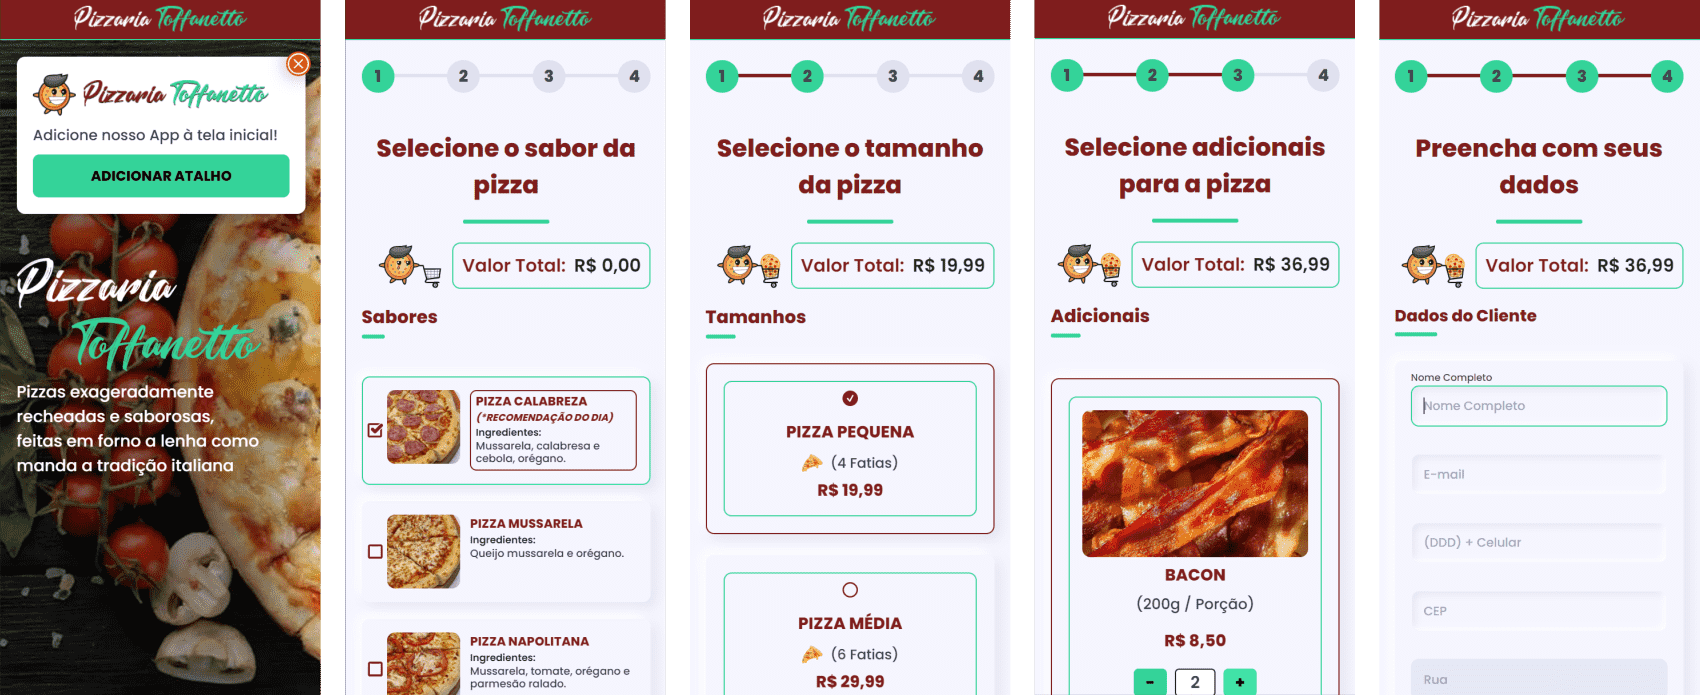 Pizzaria Toffanetto
Pizzaria Toffanetto
Adicione nosso App à tela inicial!
ADICIONAR ATALHO
Pizzaria
Toffanetto
Pizzas exageradamente
recheadas e saborosas,
feitas em forno a lenha como
manda a tradição italiana
Pizzaria Toffanetto
1 2 3 4
Selecione o sabor da
pizza
Valor Total: R$ 0,00
Sabores
PIZZA CALABREZA
(*RECOMENDAÇÃO DO DIA)
Ingredientes:
Mussarela, calabresa e
cebola, orégano.
PIZZA MUSSARELA
Ingredientes:
Queijo mussarela e orégano.
PIZZA NAPOLITANA
Ingredientes:
Mussarela, tomate, orégano e
parmesão ralado.
Pizzaria Toffanetto
1 2 3 4
Selecione o tamanho
da pizza
Valor Total: R$ 19,99
Tamanhos
PIZZA PEQUENA
(4 Fatias)
R$ 19,99
PIZZA MÉDIA
(6 Fatias)
R$ 29,99
Pizzaria Toffanetto
1 2 3 4
Selecione adicionais
para a pizza
Valor Total: R$ 36,99
Adicionais
BACON
(200g / Porção)
R$ 8,50
- 2 +
Pizzaria Toffanetto
1 2 3 4
Preencha com seus
dados
Valor Total: R$ 36,99
Dados do Cliente
Nome Completo
Nome Completo
E-mail
(DDD) + Celular
CEP
Rua